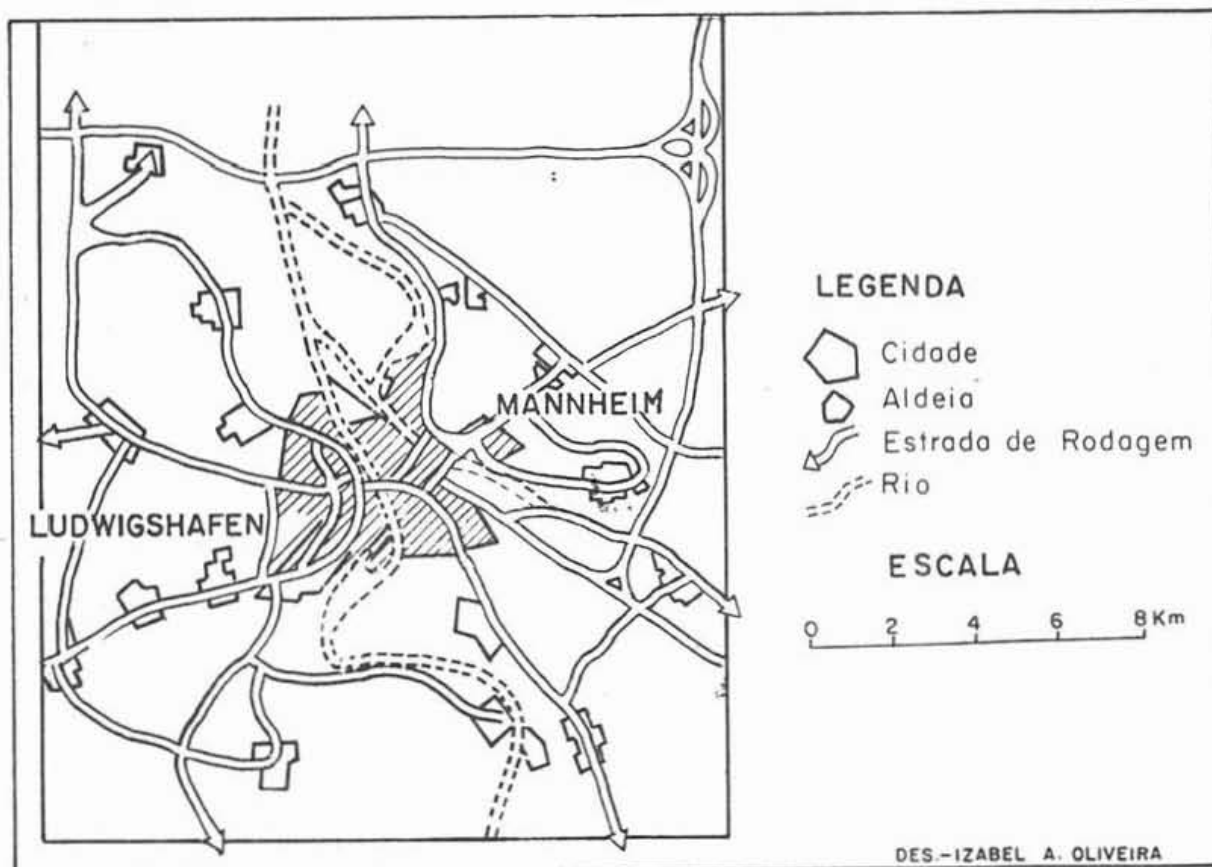 MANNHEIM
LUDWIGSHAFEN
LEGENDA
Cidade
Aldeia
Estrada de Rodagem
Rio
ESCALA
0 2 4 6 8 Km
DES.-IZABEL A. OLIVEIRA